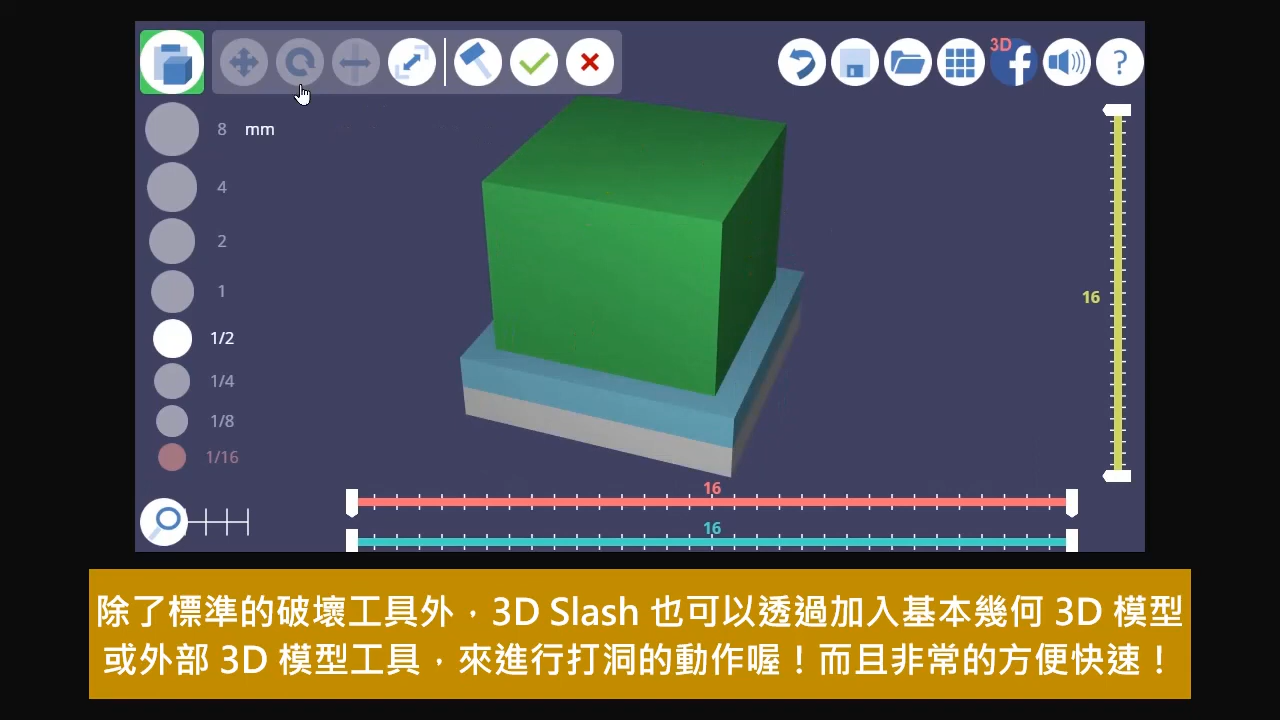 3D
?
8 mm
4
2
1
1/2
1/4
1/8
1/16
16
16
16
除了標準的破壞工具外，3D Slash 也可以透過加入基本幾何 3D 模型
或外部 3D 模型工具，來進行打洞的動作喔！而且非常的方便快速！